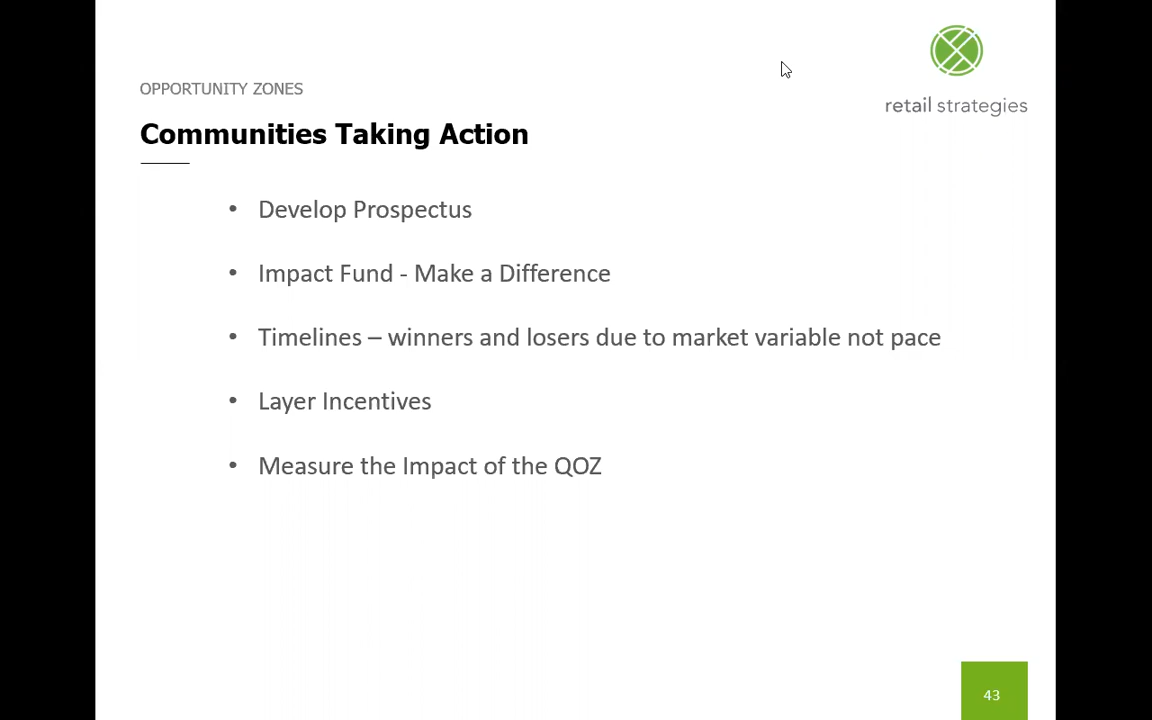 OPPORTUNITY ZONES
retail strategies
Communities Taking Action
• Develop Prospectus
• Impact Fund - Make a Difference
• Timelines – winners and losers due to market variable not pace
• Layer Incentives
• Measure the Impact of the QOZ
43